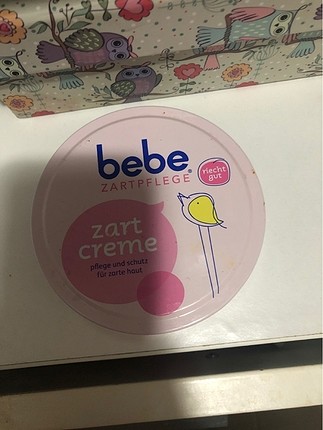 bebe
ZARTPFLEGE®
riecht
gut
zart
creme
pflege und schutz
für zarte haut